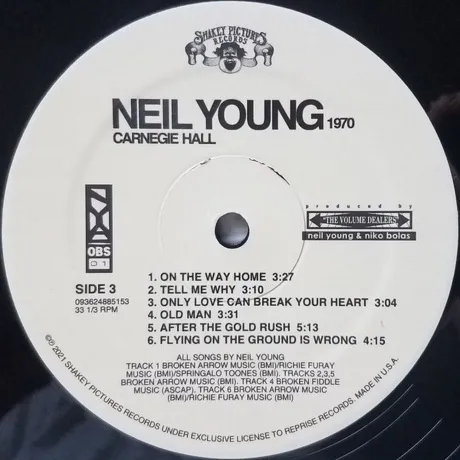 SHAKEY PICTURES
RECORDS
NEIL YOUNG 1970
CARNEGIE HALL
NYA
OBS
01
produced by
"THE VOLUME DEALERS"
neil young & niko bolas
SIDE 3
093624885153
33 1/3 RPM
1. ON THE WAY HOME 3:27
2. TELL ME WHY 3:10
3. ONLY LOVE CAN BREAK YOUR HEART 3:04
4. OLD MAN 3:31
5. AFTER THE GOLD RUSH 5:13
6. FLYING ON THE GROUND IS WRONG 4:15
ALL SONGS BY NEIL YOUNG
TRACK 1 BROKEN ARROW MUSIC (BMI)/RICHIE FURAY
MUSIC (BMI)/SPRINGALO TOONES (BMI). TRACKS 2,3,5
BROKEN ARROW MUSIC (BMI). TRACK 4 BROKEN FIDDLE
MUSIC (ASCAP). TRACK 6 BROKEN ARROW MUSIC
(BMI)/RICHIE FURAY MUSIC (BMI)
©℗ 2021 SHAKEY PICTURES RECORDS UNDER EXCLUSIVE LICENSE TO REPRISE RECORDS. MADE IN U.S.A.